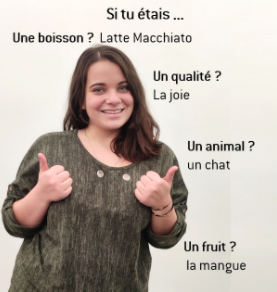 Si tu étais ...
Une boisson ? Latte Macchiato
Un qualité ?
La joie
Un animal ?
un chat
Un fruit ?
la mangue